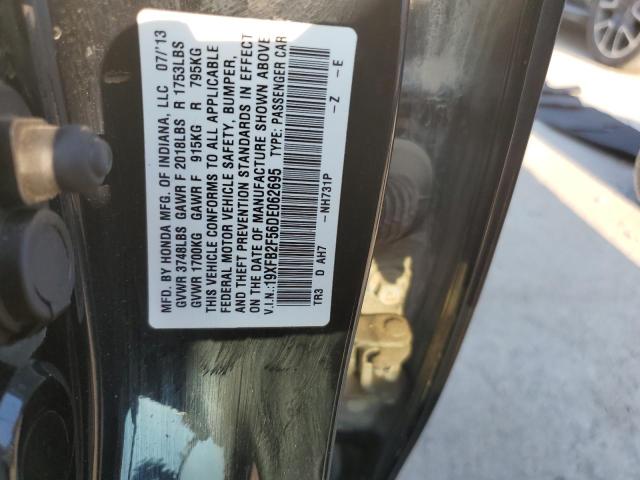 MFD. BY HONDA MFG. OF INDIANA, LLC 07/'13
GVWR 3748LBS GAWR F 2018LBS R 1753LBS
GVWR 1700KG GAWR F 915KG R 795KG
THIS VEHICLE CONFORMS TO ALL APPLICABLE
FEDERAL MOTOR VEHICLE SAFETY, BUMPER,
AND THEFT PREVENTION STANDARDS IN EFFECT
ON THE DATE OF MANUFACTURE SHOWN ABOVE
V.I.N.:19XFB2F56DE062695 TYPE: PASSENGER CAR
-NH731P -Z -E
TR3 D AH7